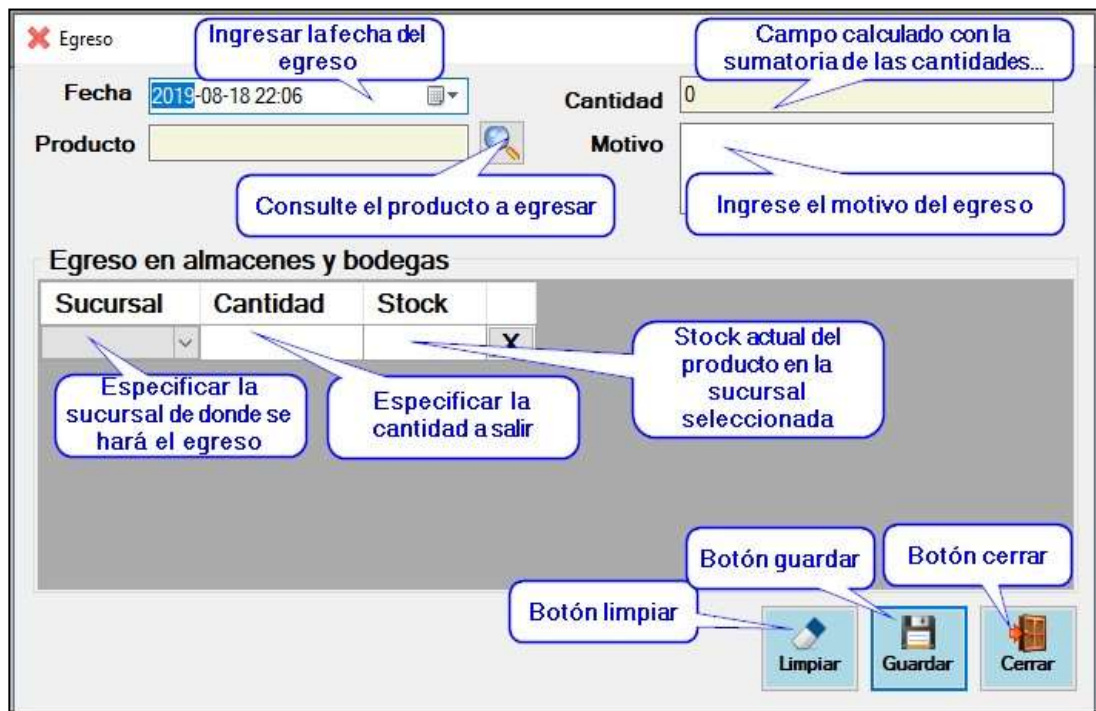 Egreso
Ingresar la fecha del
egreso
Campo calculado con la
sumatoria de las cantidades...
Fecha
2019-08-18 22:06
Cantidad
0
Producto
Motivo
Consulte el producto a egresar
Ingrese el motivo del egreso
Egreso en almacenes y bodegas
Sucursal Cantidad Stock
X
Stock actual del
producto en la
sucursal
seleccionada
Especificar la
sucursal de donde se
hará el egreso
Especificar la
cantidad a salir
Botón guardar
Botón cerrar
Botón limpiar
Limpiar
Guardar
Cerrar